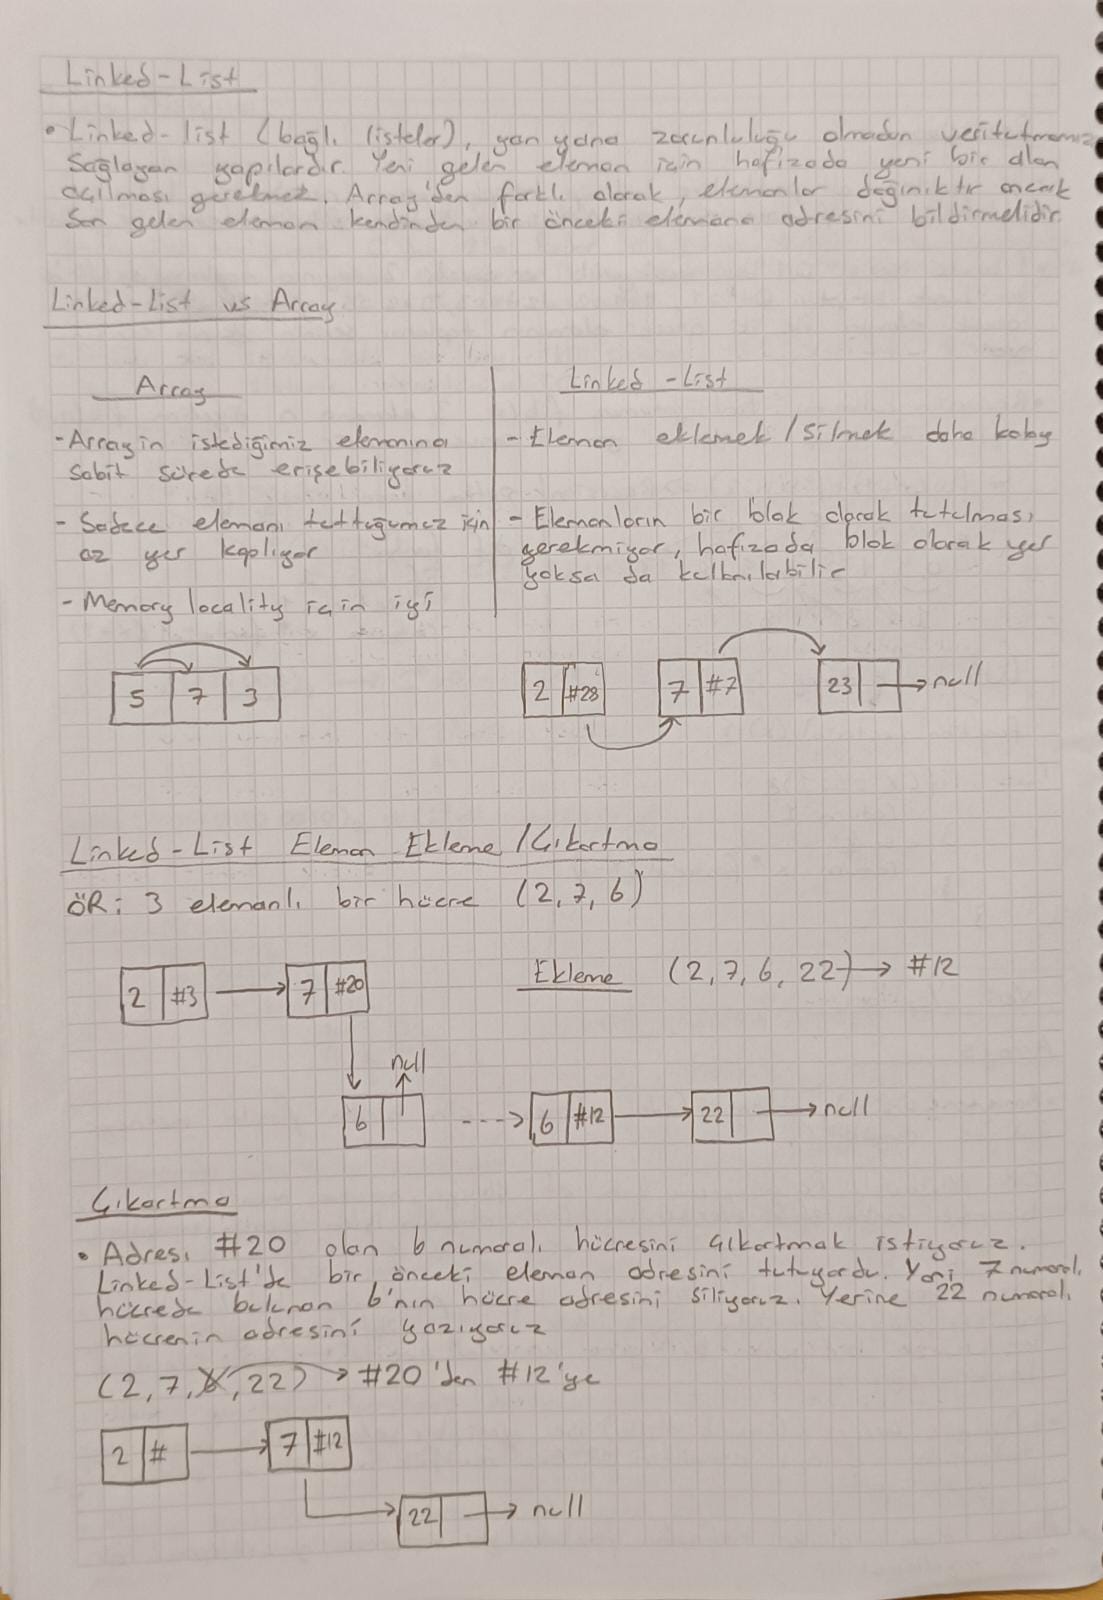 Linked-List
• Linked-list (bağlı listeler), yan yana zorunluluğu olmadan veri tutmamızı
Sağlayan yapılardır. Yeni gelen eleman için hafızada yeni bir alan
açılması gerekmez. Array'den farklı olarak, elemanlar dağınıktır ancak
Son gelen eleman kendinden bir önceki elemana adresini bildirmelidir.
Linked-List vs Array
Array
Linked-List
- Arrayin istediğimiz elemanına
sabit sürede erişebiliyoruz
- Sadece elemanı tuttuğumuz için
az yer kaplıyor
- Memory locality için iyi
- Eleman eklemek/silmek daha kolay
- Elemanların bir blok olarak tutulması
gerekmiyor, hafızada blok olarak yer
yoksa da kullanılabilir
5 7 3
2 #28 7 #7 23 null
Linked-List Eleman Ekleme/Çıkartma
ÖR: 3 elemanlı bir hücre (2,7,6)
2 #3 7 #20
Ekleme (2,7,6,22) → #12
null
6 6 #12 22 null
Çıkartma
• Adresi #20 olan 6 numaralı hücresini çıkartmak istiyoruz.
Linked-List'de bir önceki eleman adresini tutuyordu. Yani 7 numaralı
hücrede bulunan 6'nın hücre adresini siliyoruz. Yerine 22 numaralı
hücrenin adresini yazıyoruz
(2,7,6,22) → #20'den #12'ye
2 # 7 #12
22 null